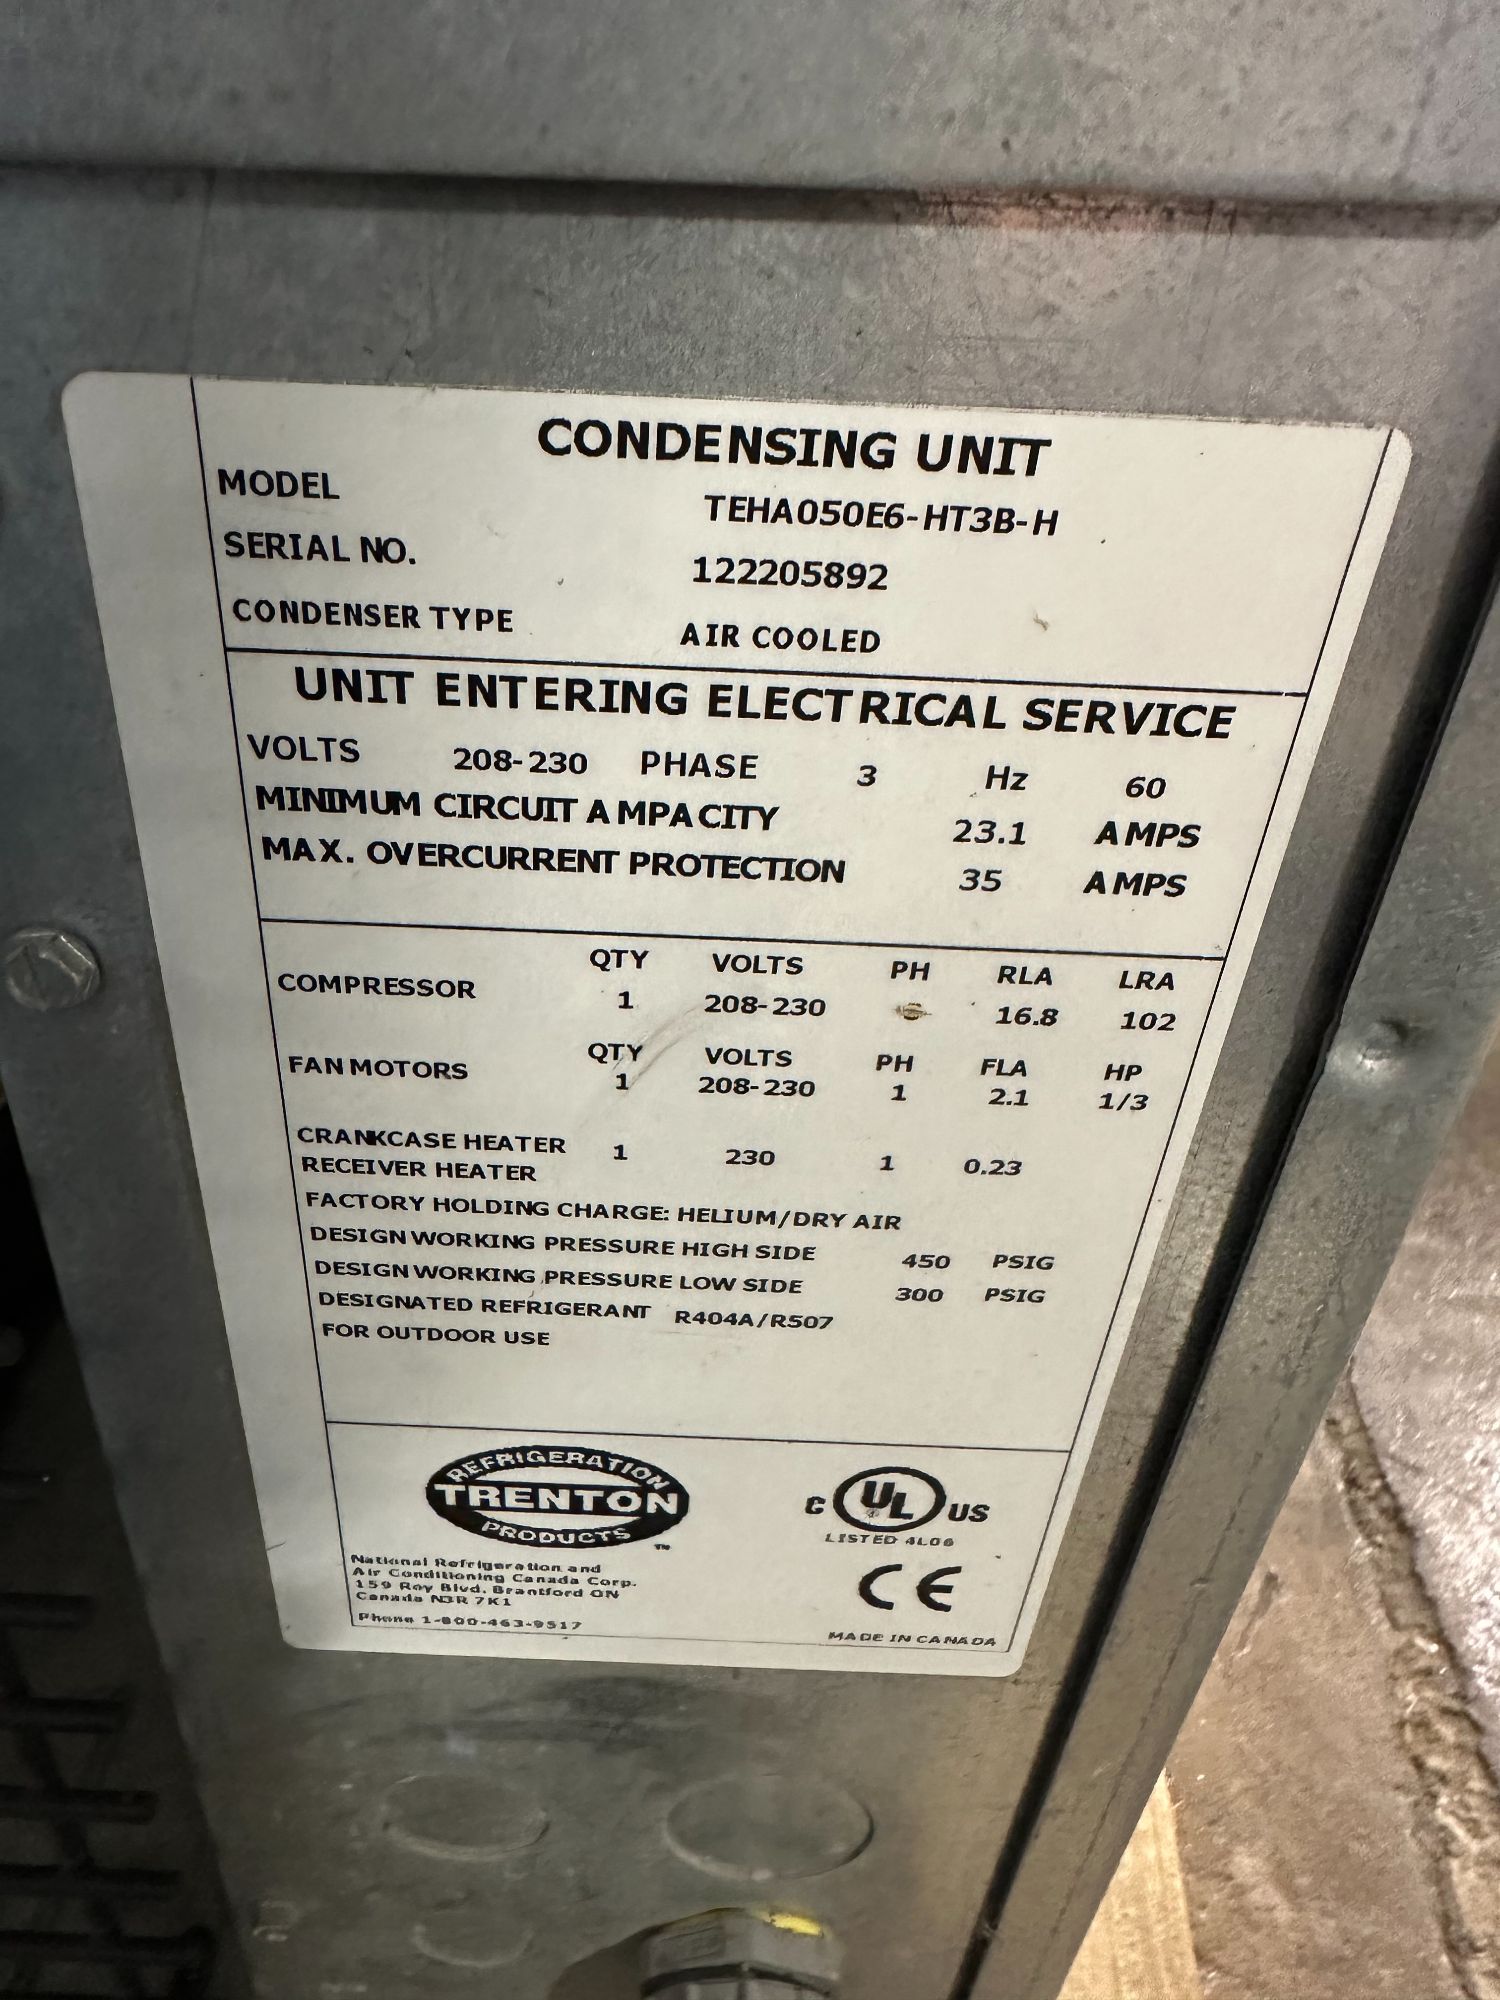 CONDENSING UNIT
MODEL TEHA050E6-HT3B-H
SERIAL NO. 122205892
CONDENSER TYPE AIR COOLED
UNIT ENTERING ELECTRICAL SERVICE
VOLTS 208-230 PHASE 3 Hz 60
MINIMUM CIRCUIT AMPACITY 23.1 AMPS
MAX. OVERCURRENT PROTECTION 35 AMPS
QTY VOLTS PH RLA LRA
COMPRESSOR 1 208-230 16.8 102
QTY VOLTS PH FLA HP
FAN MOTORS 1 208-230 1 2.1 1/3
CRANKCASE HEATER 1 230 1 0.23
RECEIVER HEATER
FACTORY HOLDING CHARGE: HELIUM/DRY AIR
DESIGN WORKING PRESSURE HIGH SIDE 450 PSIG
DESIGN WORKING PRESSURE LOW SIDE 300 PSIG
DESIGNATED REFRIGERANT R404A/R507
FOR OUTDOOR USE
REFRIGERATION
TRENTON
PRODUCTS
TM
C UL US
LISTED 4L06
CE
National Refrigeration and
Air Conditioning Canada Corp.
159 Roy Blvd. Brantford ON
Canada N3R 7K1
Phone 1-800-463-9517
MADE IN CANADA